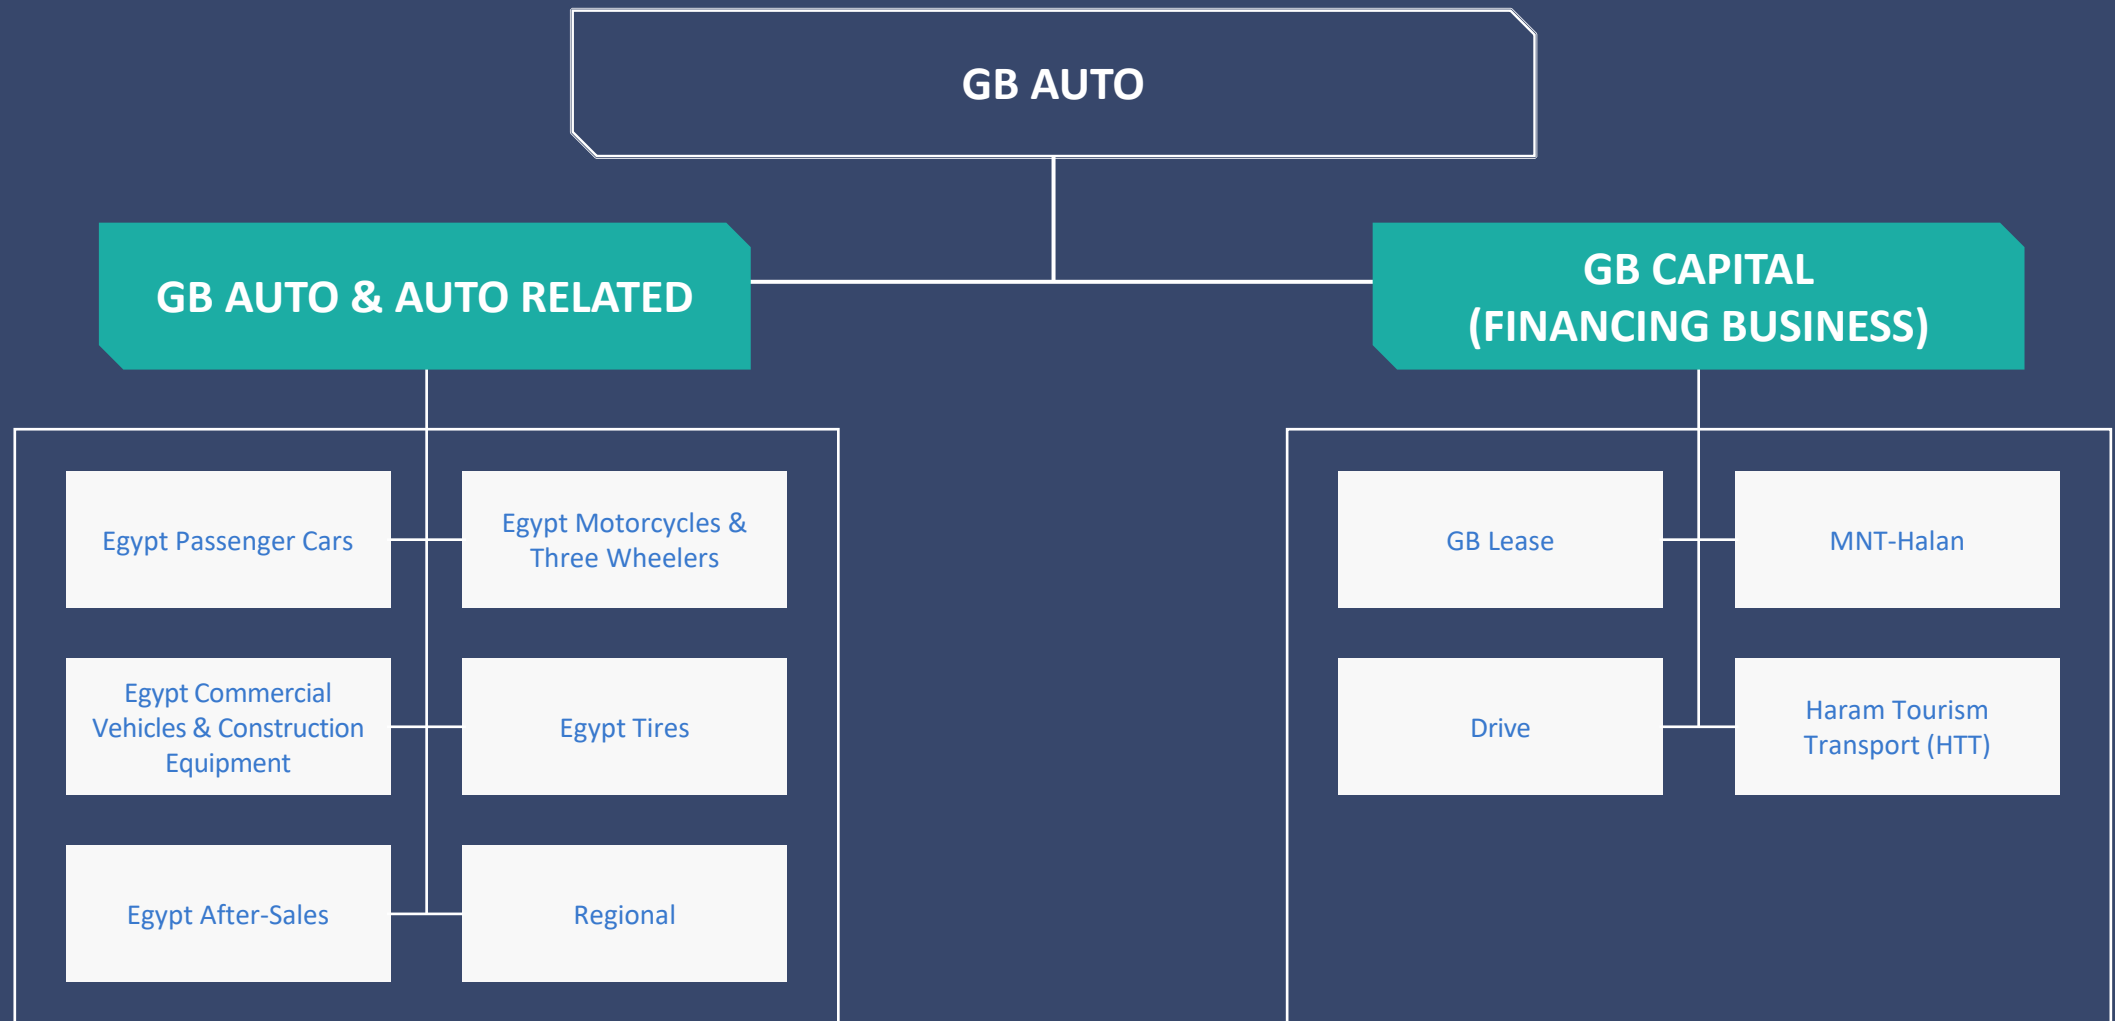 GB AUTO
GB AUTO & AUTO RELATED
GB CAPITAL
(FINANCING BUSINESS)
Egypt Passenger Cars
Egypt Motorcycles &
Three Wheelers
Egypt Commercial
Vehicles & Construction
Equipment
Egypt Tires
Egypt After-Sales
Regional
GB Lease
MNT-Halan
Drive
Haram Tourism
Transport (HTT)